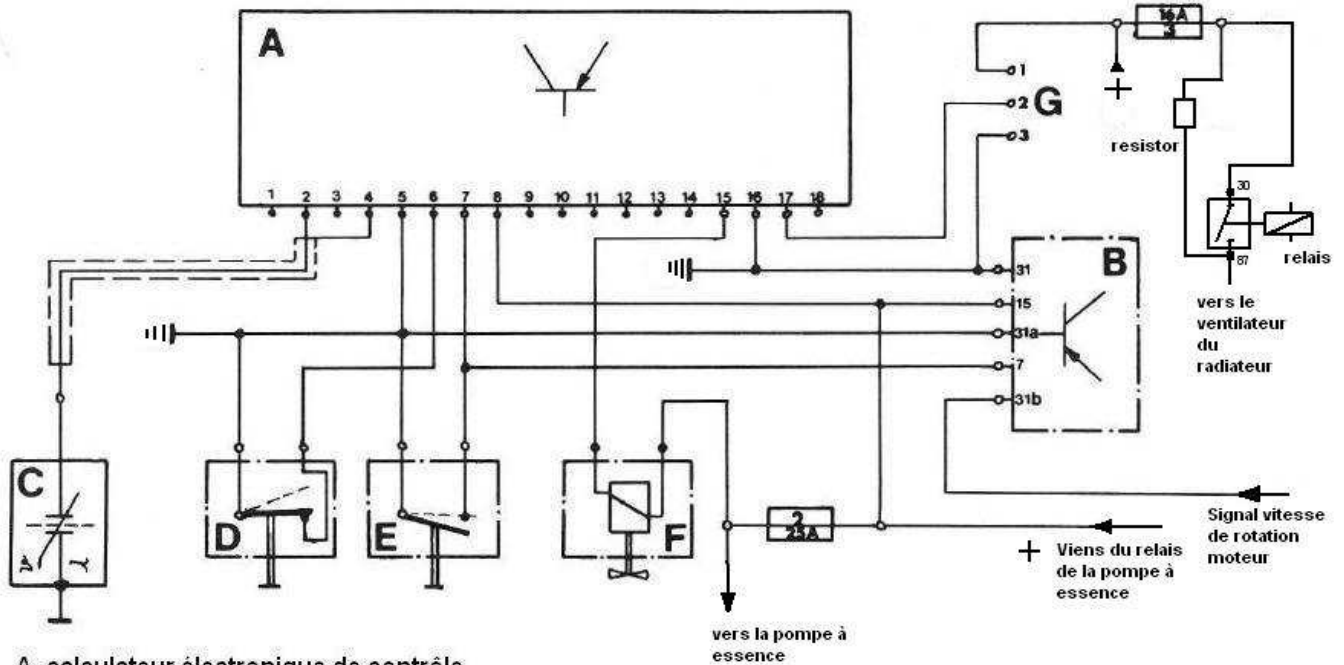 A
1 2 3 4 5 6 7 8 9 10 11 12 13 14 15 16 17 18
1
2
3
G
+
16A
3
resistor
30
87
relais
vers le
ventilateur
du
radiateur
B
31
15
31a
7
31b
C
ν λ
D
E
F
2
25A
+ Viens du relais
de la pompe à
essence
Signal vitesse
de rotation
moteur
vers la pompe à
essence
A calculateur électronique de contrôle